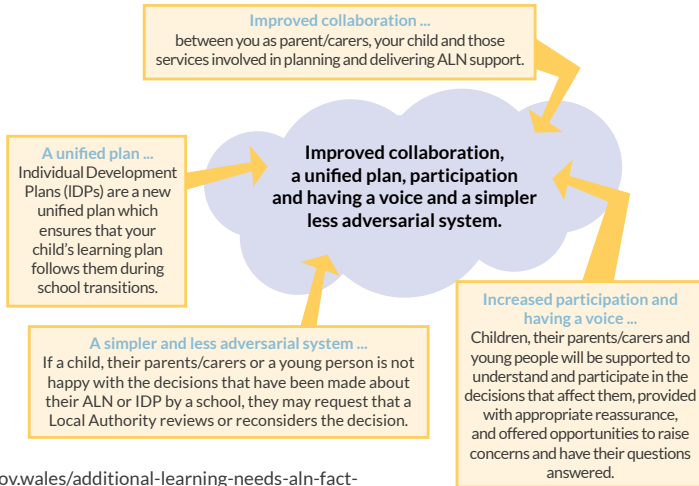 Improved collaboration ...
between you as parent/carers, your child and those
services involved in planning and delivering ALN support.
A unified plan ...
Individual Development
Plans (IDPs) are a new
unified plan which
ensures that your
child's learning plan
follows them during
school transitions.
Improved collaboration,
a unified plan, participation
and having a voice and a simpler
less adversarial system.
A simpler and less adversarial system ...
If a child, their parents/carers or a young person is not
happy with the decisions that have been made about
their ALN or IDP by a school, they may request that a
Local Authority reviews or reconsiders the decision.
Increased participation and
having a voice ...
Children, their parents/carers and
young people will be supported to
understand and participate in the
decisions that affect them, provided
with appropriate reassurance,
and offered opportunities to raise
concerns and have their questions
answered.
ov.wales/additional-learning-needs-aln-fact-